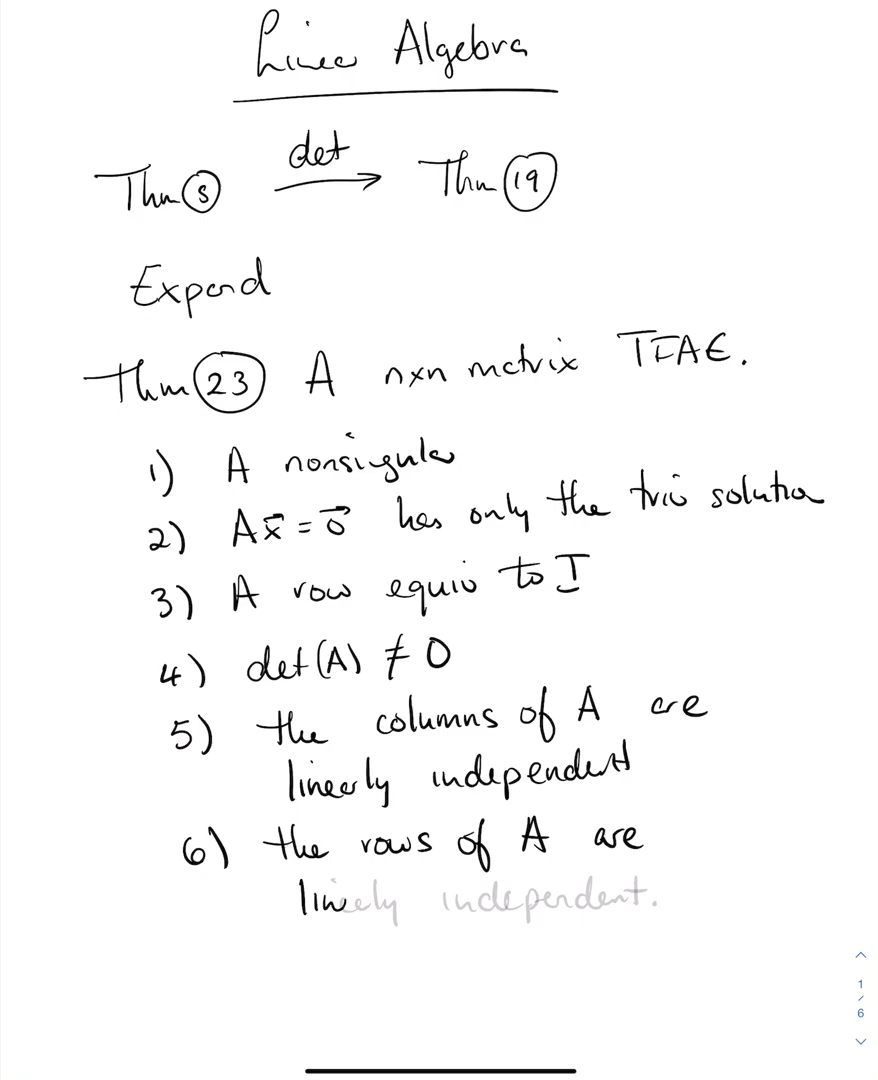 Linear Algebra
Thm 8 det → Thm 19
Expand
Thm 23 A nxn matrix TFAE.
1) A nonsingular
2) Ax⃗ = 0⃗ has only the triv solution
3) A row equiv to I
4) det(A) ≠ 0
5) the columns of A are
linearly independent
6) the rows of A are
linearly independent.
1
/
6